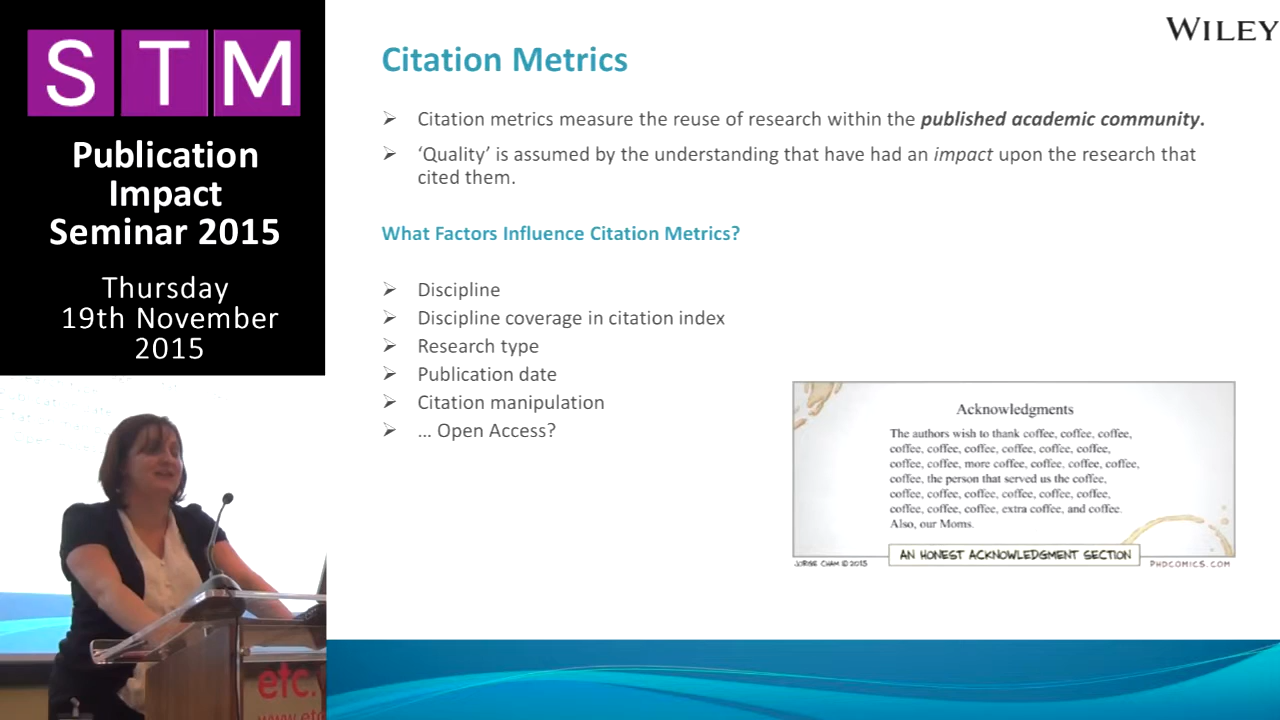 STM
Publication
Impact
Seminar 2015
Thursday
19th November
2015
WILEY
Citation Metrics
➢ Citation metrics measure the reuse of research within the published academic community.
➢ ‘Quality’ is assumed by the understanding that have had an impact upon the research that
cited them.
What Factors Influence Citation Metrics?
➢ Discipline
➢ Discipline coverage in citation index
➢ Research type
➢ Publication date
➢ Citation manipulation
➢ ... Open Access?
Acknowledgments
The authors wish to thank coffee, coffee, coffee,
coffee, coffee, coffee, coffee, coffee, coffee,
coffee, coffee, more coffee, coffee, coffee, coffee,
coffee, the person that served us the coffee,
coffee, coffee, coffee, coffee, coffee, coffee,
coffee, coffee, coffee, extra coffee, and coffee.
Also, our Moms.
AN HONEST ACKNOWLEDGMENT SECTION
JORGE CHAM © 2015
PHDCOMICS.COM
etc.
www.etc